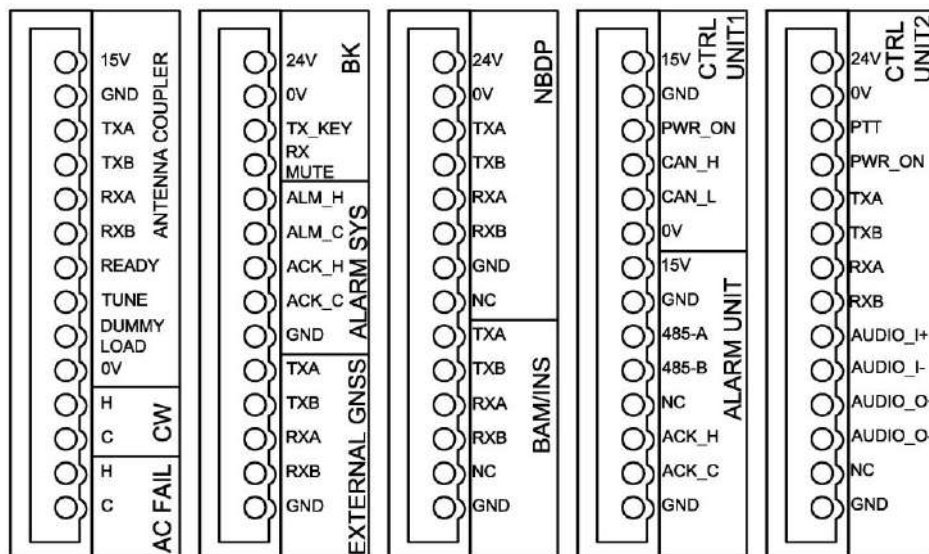 15V
GND
TXA
TXB
RXA
RXB
READY
TUNE
DUMMY
LOAD
0V
ANTENNA COUPLER
H
C
CW
H
C
AC FAIL
24V
0V
TX_KEY
RX
MUTE
BK
ALM_H
ALM_C
ACK_H
ACK_C
GND
ALARM SYS
TXA
TXB
RXA
RXB
GND
EXTERNAL GNSS
24V
0V
TXA
TXB
RXA
RXB
GND
NC
NBDP
TXA
TXB
RXA
RXB
NC
GND
BAM/INS
15V
GND
PWR_ON
CAN_H
CAN_L
0V
CTRL
UNIT1
15V
GND
485-A
485-B
NC
ACK_H
ACK_C
GND
ALARM UNIT
24V
0V
PTT
PWR_ON
TXA
TXB
RXA
RXB
AUDIO_I+
AUDIO_I-
AUDIO_O
AUDIO_O
NC
GND
CTRL
UNIT2